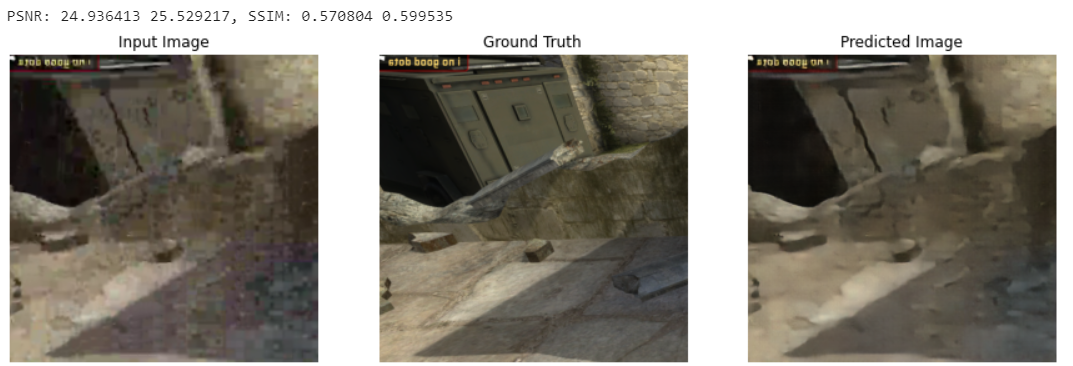 PSNR: 24.936413 25.529217, SSIM: 0.570804 0.599535
Input Image
Ground Truth
Predicted Image